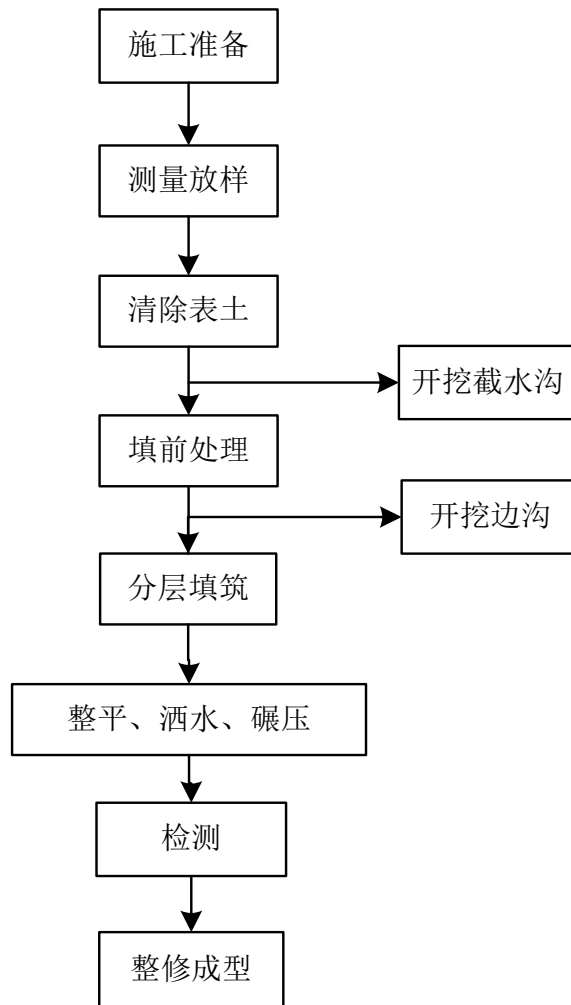 施工准备
测量放样
清除表土
开挖截水沟
填前处理
开挖边沟
分层填筑
整平、洒水、碾压
检测
整修成型